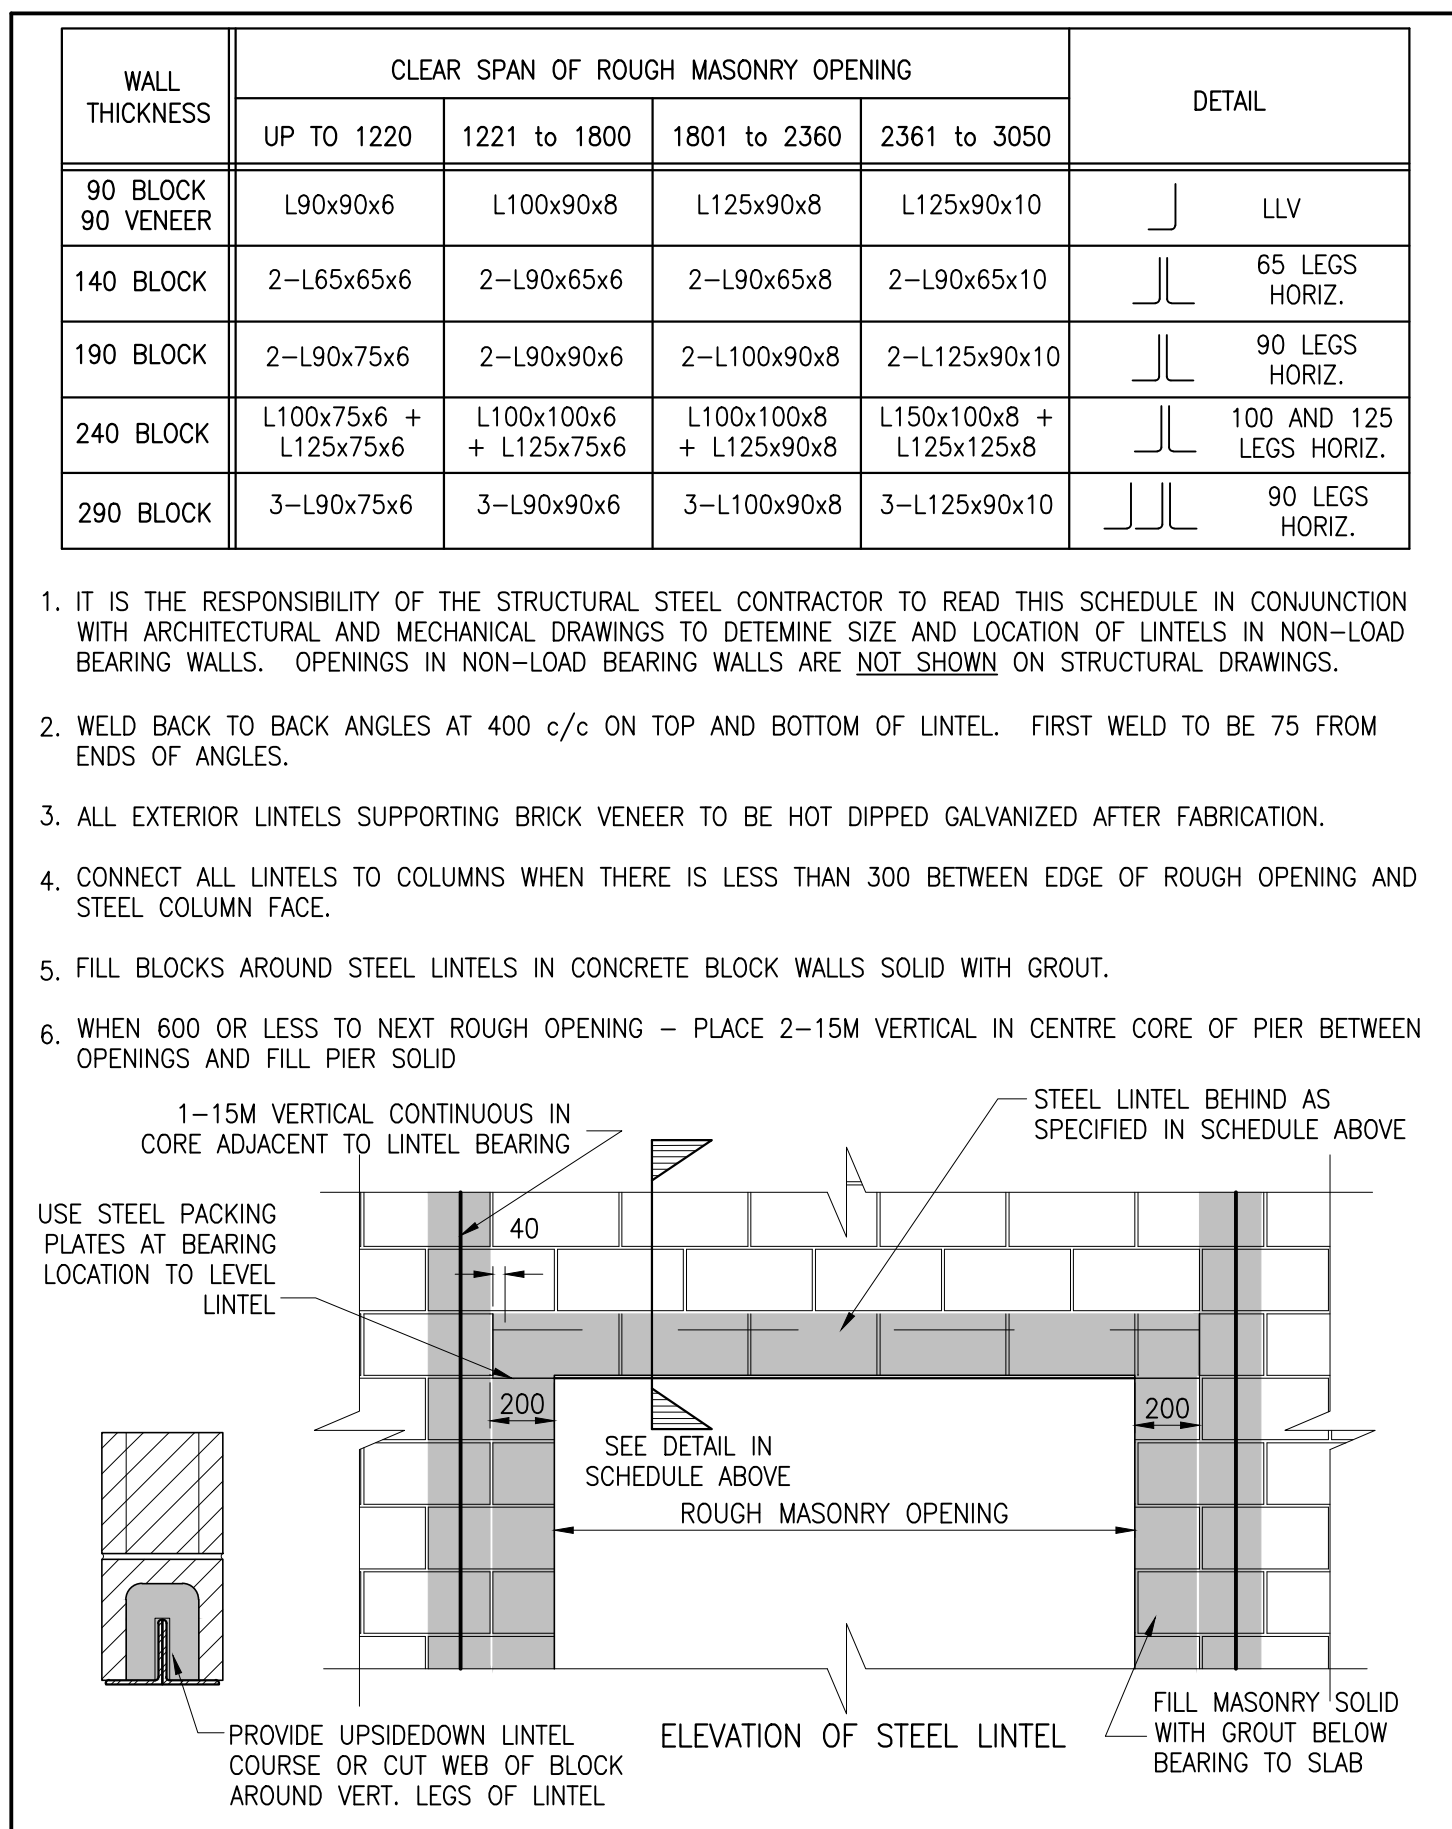 WALL
THICKNESS
CLEAR SPAN OF ROUGH MASONRY OPENING
DETAIL
UP TO 1220
1221 to 1800
1801 to 2360
2361 to 3050
90 BLOCK
90 VENEER
L90x90x6
L100x90x8
L125x90x8
L125x90x10
LLV
140 BLOCK
2-L65x65x6
2-L90x65x6
2-L90x65x8
2-L90x65x10
65 LEGS
HORIZ.
190 BLOCK
2-L90x75x6
2-L90x90x6
2-L100x90x8
2-L125x90x10
90 LEGS
HORIZ.
240 BLOCK
L100x75x6 +
L125x75x6
L100x100x6
+ L125x75x6
L100x100x8
+ L125x90x8
L150x100x8 +
L125x125x8
100 AND 125
LEGS HORIZ.
290 BLOCK
3-L90x75x6
3-L90x90x6
3-L100x90x8
3-L125x90x10
90 LEGS
HORIZ.
1. IT IS THE RESPONSIBILITY OF THE STRUCTURAL STEEL CONTRACTOR TO READ THIS SCHEDULE IN CONJUNCTION
WITH ARCHITECTURAL AND MECHANICAL DRAWINGS TO DETEMINE SIZE AND LOCATION OF LINTELS IN NON-LOAD
BEARING WALLS. OPENINGS IN NON-LOAD BEARING WALLS ARE NOT SHOWN ON STRUCTURAL DRAWINGS.
2. WELD BACK TO BACK ANGLES AT 400 c/c ON TOP AND BOTTOM OF LINTEL. FIRST WELD TO BE 75 FROM
ENDS OF ANGLES.
3. ALL EXTERIOR LINTELS SUPPORTING BRICK VENEER TO BE HOT DIPPED GALVANIZED AFTER FABRICATION.
4. CONNECT ALL LINTELS TO COLUMNS WHEN THERE IS LESS THAN 300 BETWEEN EDGE OF ROUGH OPENING AND
STEEL COLUMN FACE.
5. FILL BLOCKS AROUND STEEL LINTELS IN CONCRETE BLOCK WALLS SOLID WITH GROUT.
6. WHEN 600 OR LESS TO NEXT ROUGH OPENING - PLACE 2-15M VERTICAL IN CENTRE CORE OF PIER BETWEEN
OPENINGS AND FILL PIER SOLID
1-15M VERTICAL CONTINUOUS IN
CORE ADJACENT TO LINTEL BEARING
STEEL LINTEL BEHIND AS
SPECIFIED IN SCHEDULE ABOVE
USE STEEL PACKING
PLATES AT BEARING
LOCATION TO LEVEL
LINTEL
40
200
200
SEE DETAIL IN
SCHEDULE ABOVE
ROUGH MASONRY OPENING
PROVIDE UPSIDEDOWN LINTEL
COURSE OR CUT WEB OF BLOCK
AROUND VERT. LEGS OF LINTEL
ELEVATION OF STEEL LINTEL
FILL MASONRY SOLID
WITH GROUT BELOW
BEARING TO SLAB